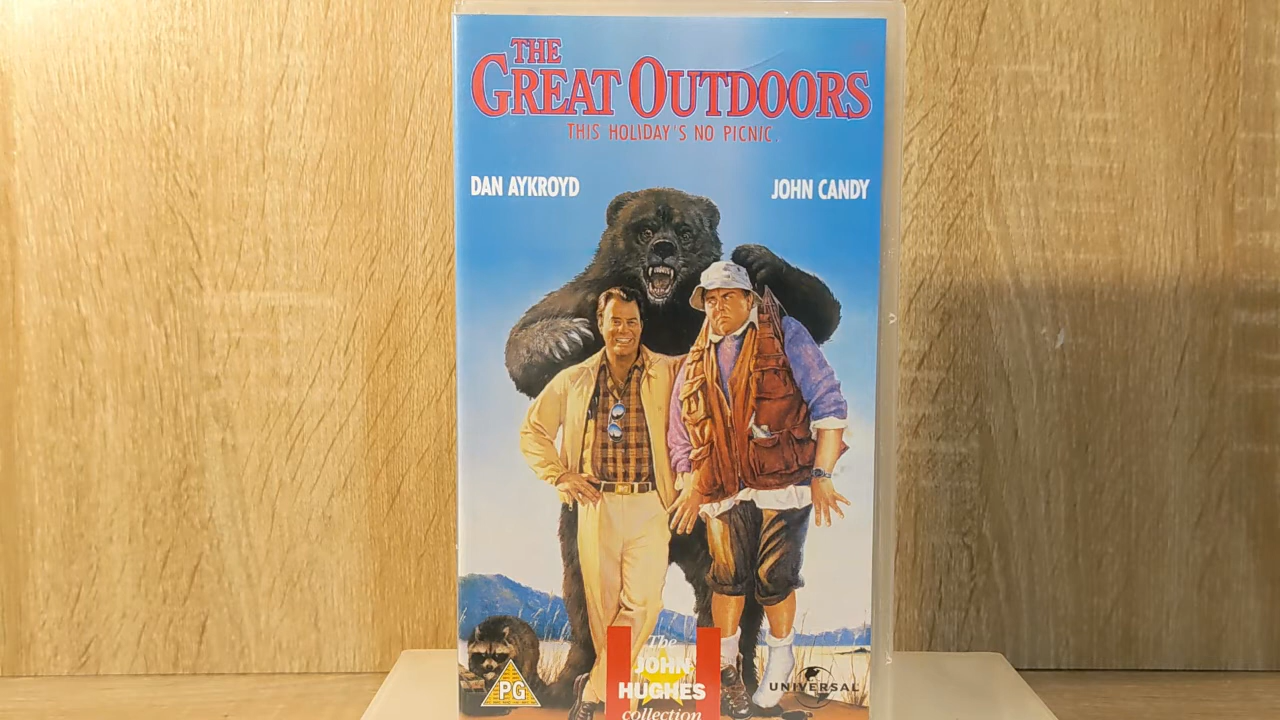 THE
GREAT OUTDOORS
THIS HOLIDAY'S NO PICNIC.
DAN AYKROYD
JOHN CANDY
The
JOHN
HUGHES
collection
PG
UNIVERSAL